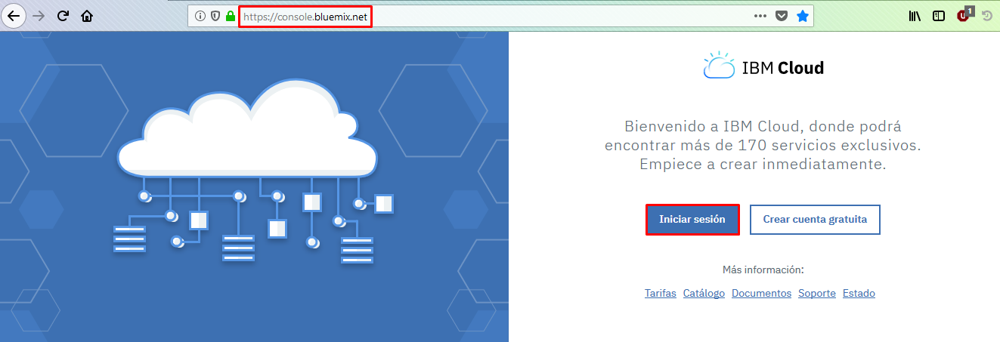 https://console.bluemix.net
1
IBM Cloud
Bienvenido a IBM Cloud, donde podrá
encontrar más de 170 servicios exclusivos.
Empiece a crear inmediatamente.
Iniciar sesión
Crear cuenta gratuita
Más información:
Tarifas Catálogo Documentos Soporte Estado